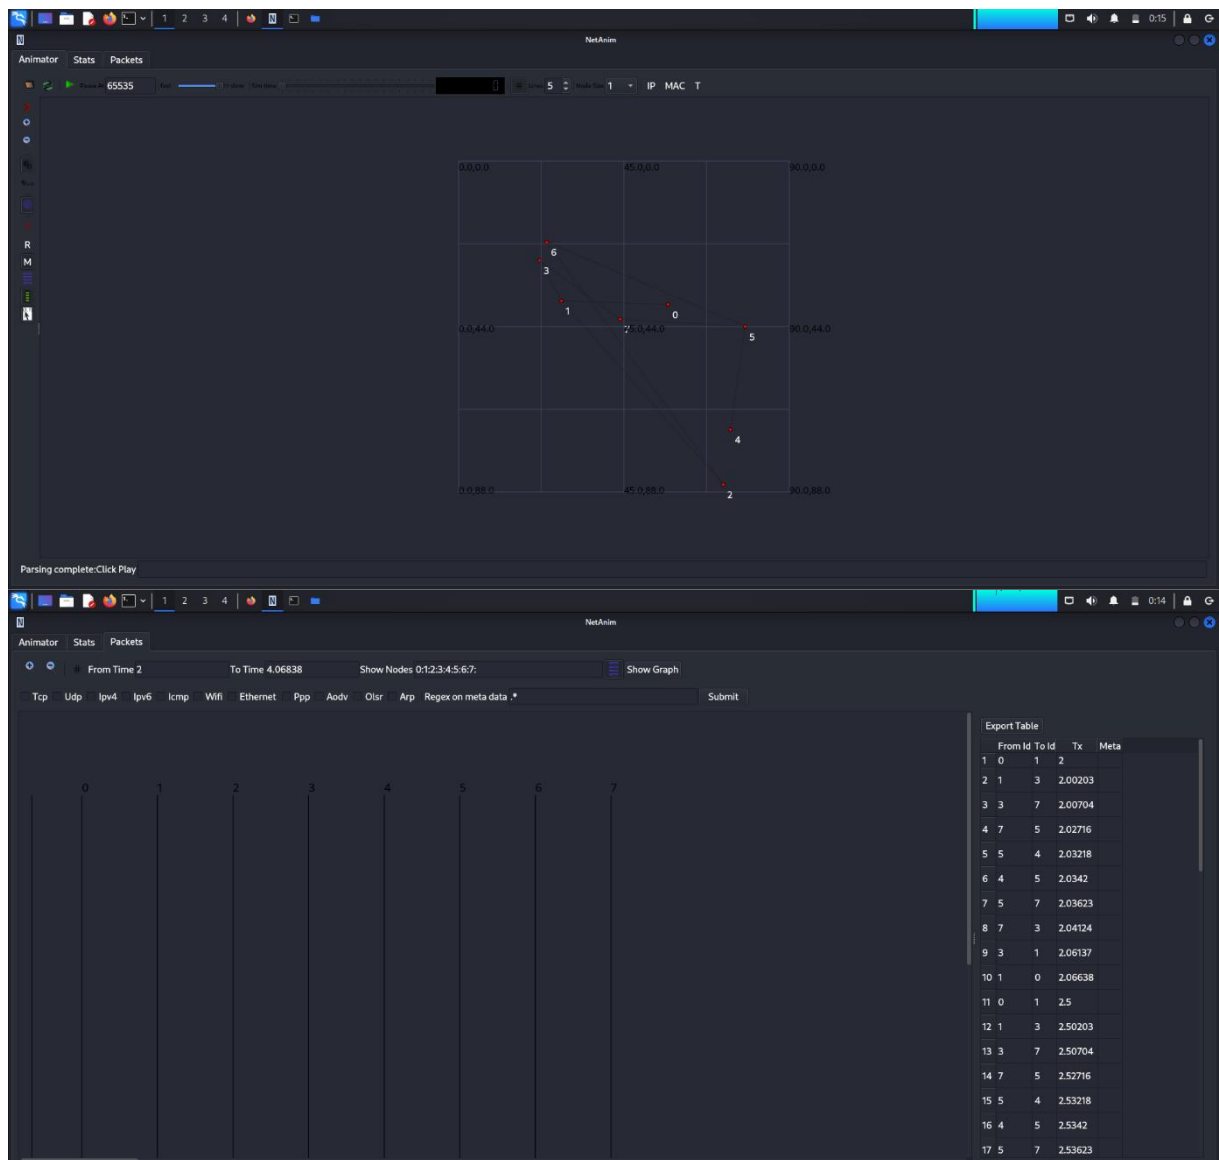 1 2 3 4 0:15
NetAnim
Animator Stats Packets
65535 5 1 IP MAC T
0.0,0.0 45.0,0.0 90.0,0.0
R
6
M
3
1
0
0.0,44.0 90.0,44.0
5
4
0.0,88.0 45.0,88.0 90.0,88.0
2
Parsing complete:Click Play
1 2 3 4 0:14
NetAnim
Animator Stats Packets
From Time 2 To Time 4.06838 Show Nodes 0:1:2:3:4:5:6:7: Show Graph
Tcp Udp Ipv4 Ipv6 Icmp Wifi Ethernet Ppp Aodv Olsr Arp Regex on meta data .* Submit
Export Table
From Id To Id Tx Meta
1 0 1 2
2 1 3 2.00203
0 1 2 3 4 5 6 7
3 3 7 2.00704
4 7 5 2.02716
5 5 4 2.03218
6 4 5 2.0342
7 5 7 2.03623
8 7 3 2.04124
9 3 1 2.06137
10 1 0 2.06638
11 0 1 2.5
12 1 3 2.50203
13 3 7 2.50704
14 7 5 2.52716
15 5 4 2.53218
16 4 5 2.5342
17 5 7 2.53623